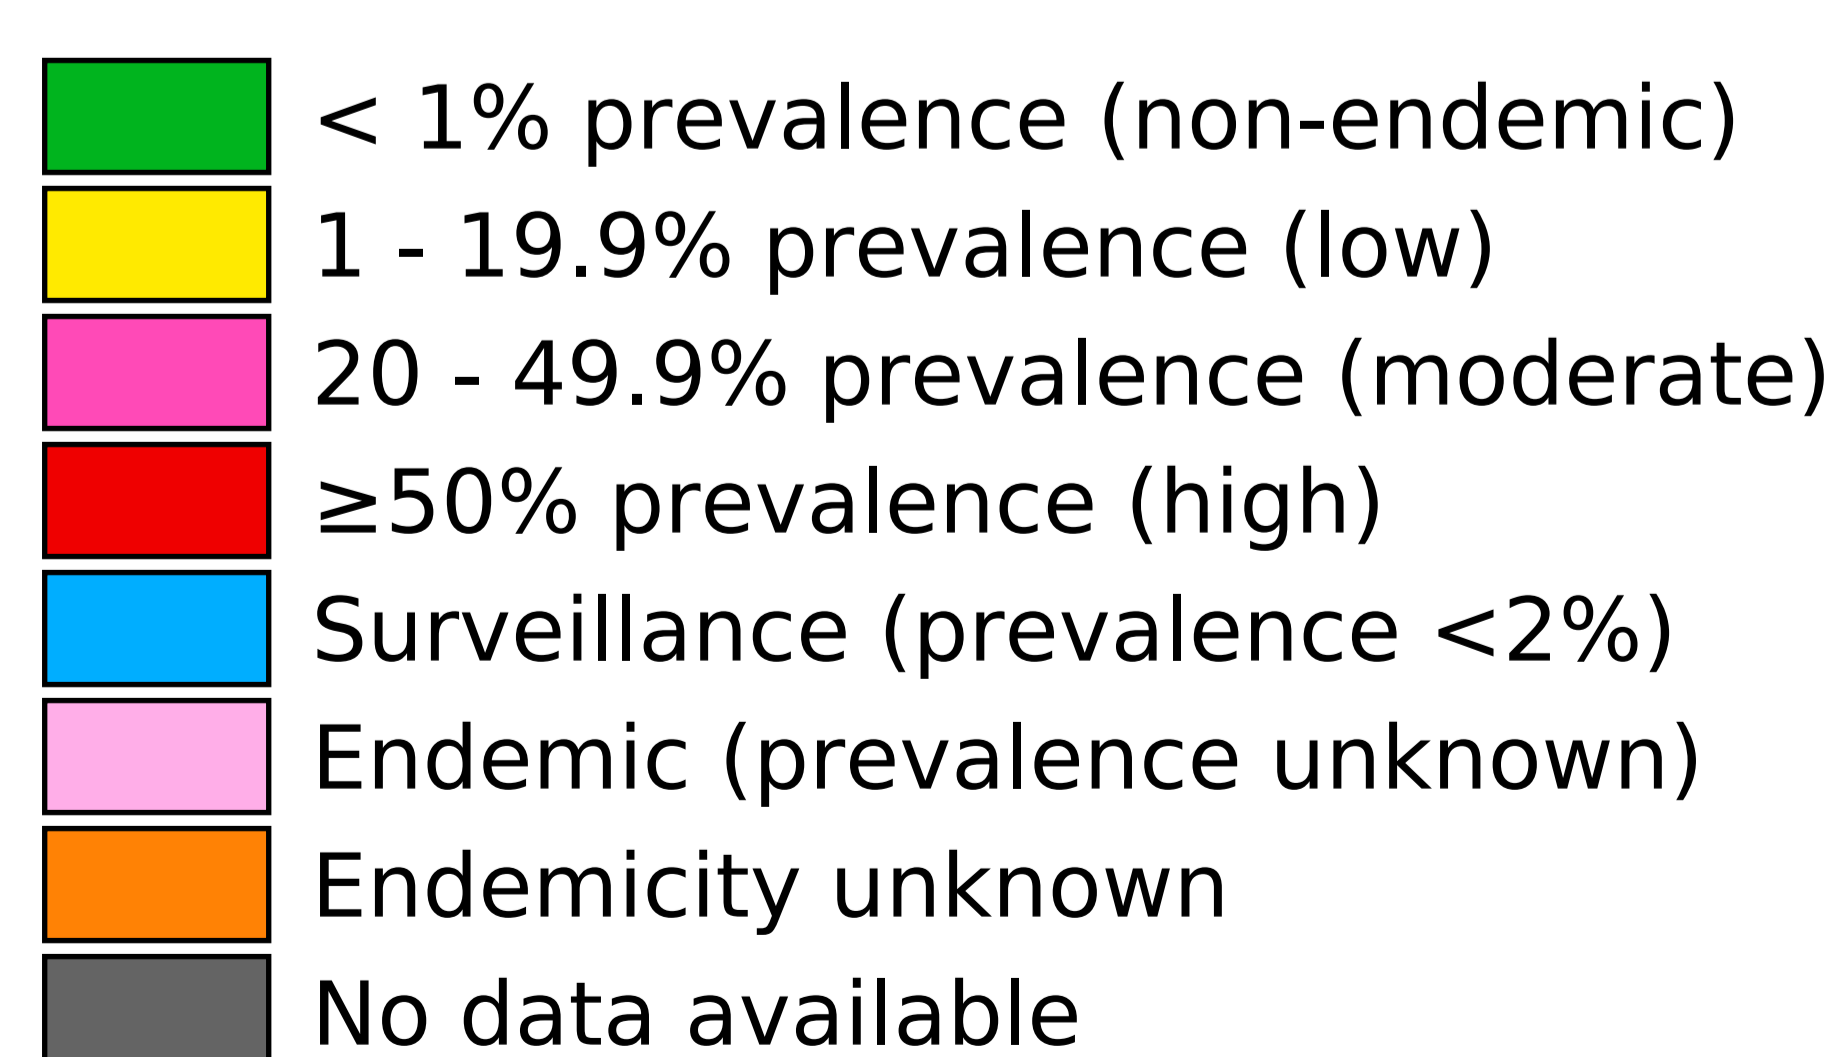 < 1% prevalence (non-endemic)
1 - 19.9% prevalence (low)
20 - 49.9% prevalence (moderate)
≥50% prevalence (high)
Surveillance (prevalence <2%)
Endemic (prevalence unknown)
Endemicity unknown
No data available